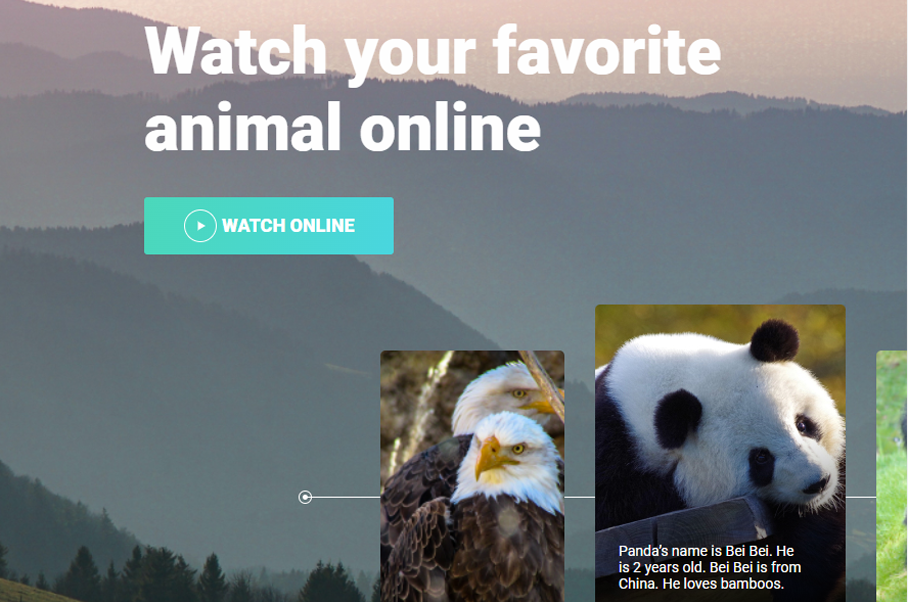 Watch your favorite
animal online
WATCH ONLINE
Panda's name is Bei Bei. He
is 2 years old. Bei Bei is from
China. He loves bamboos.